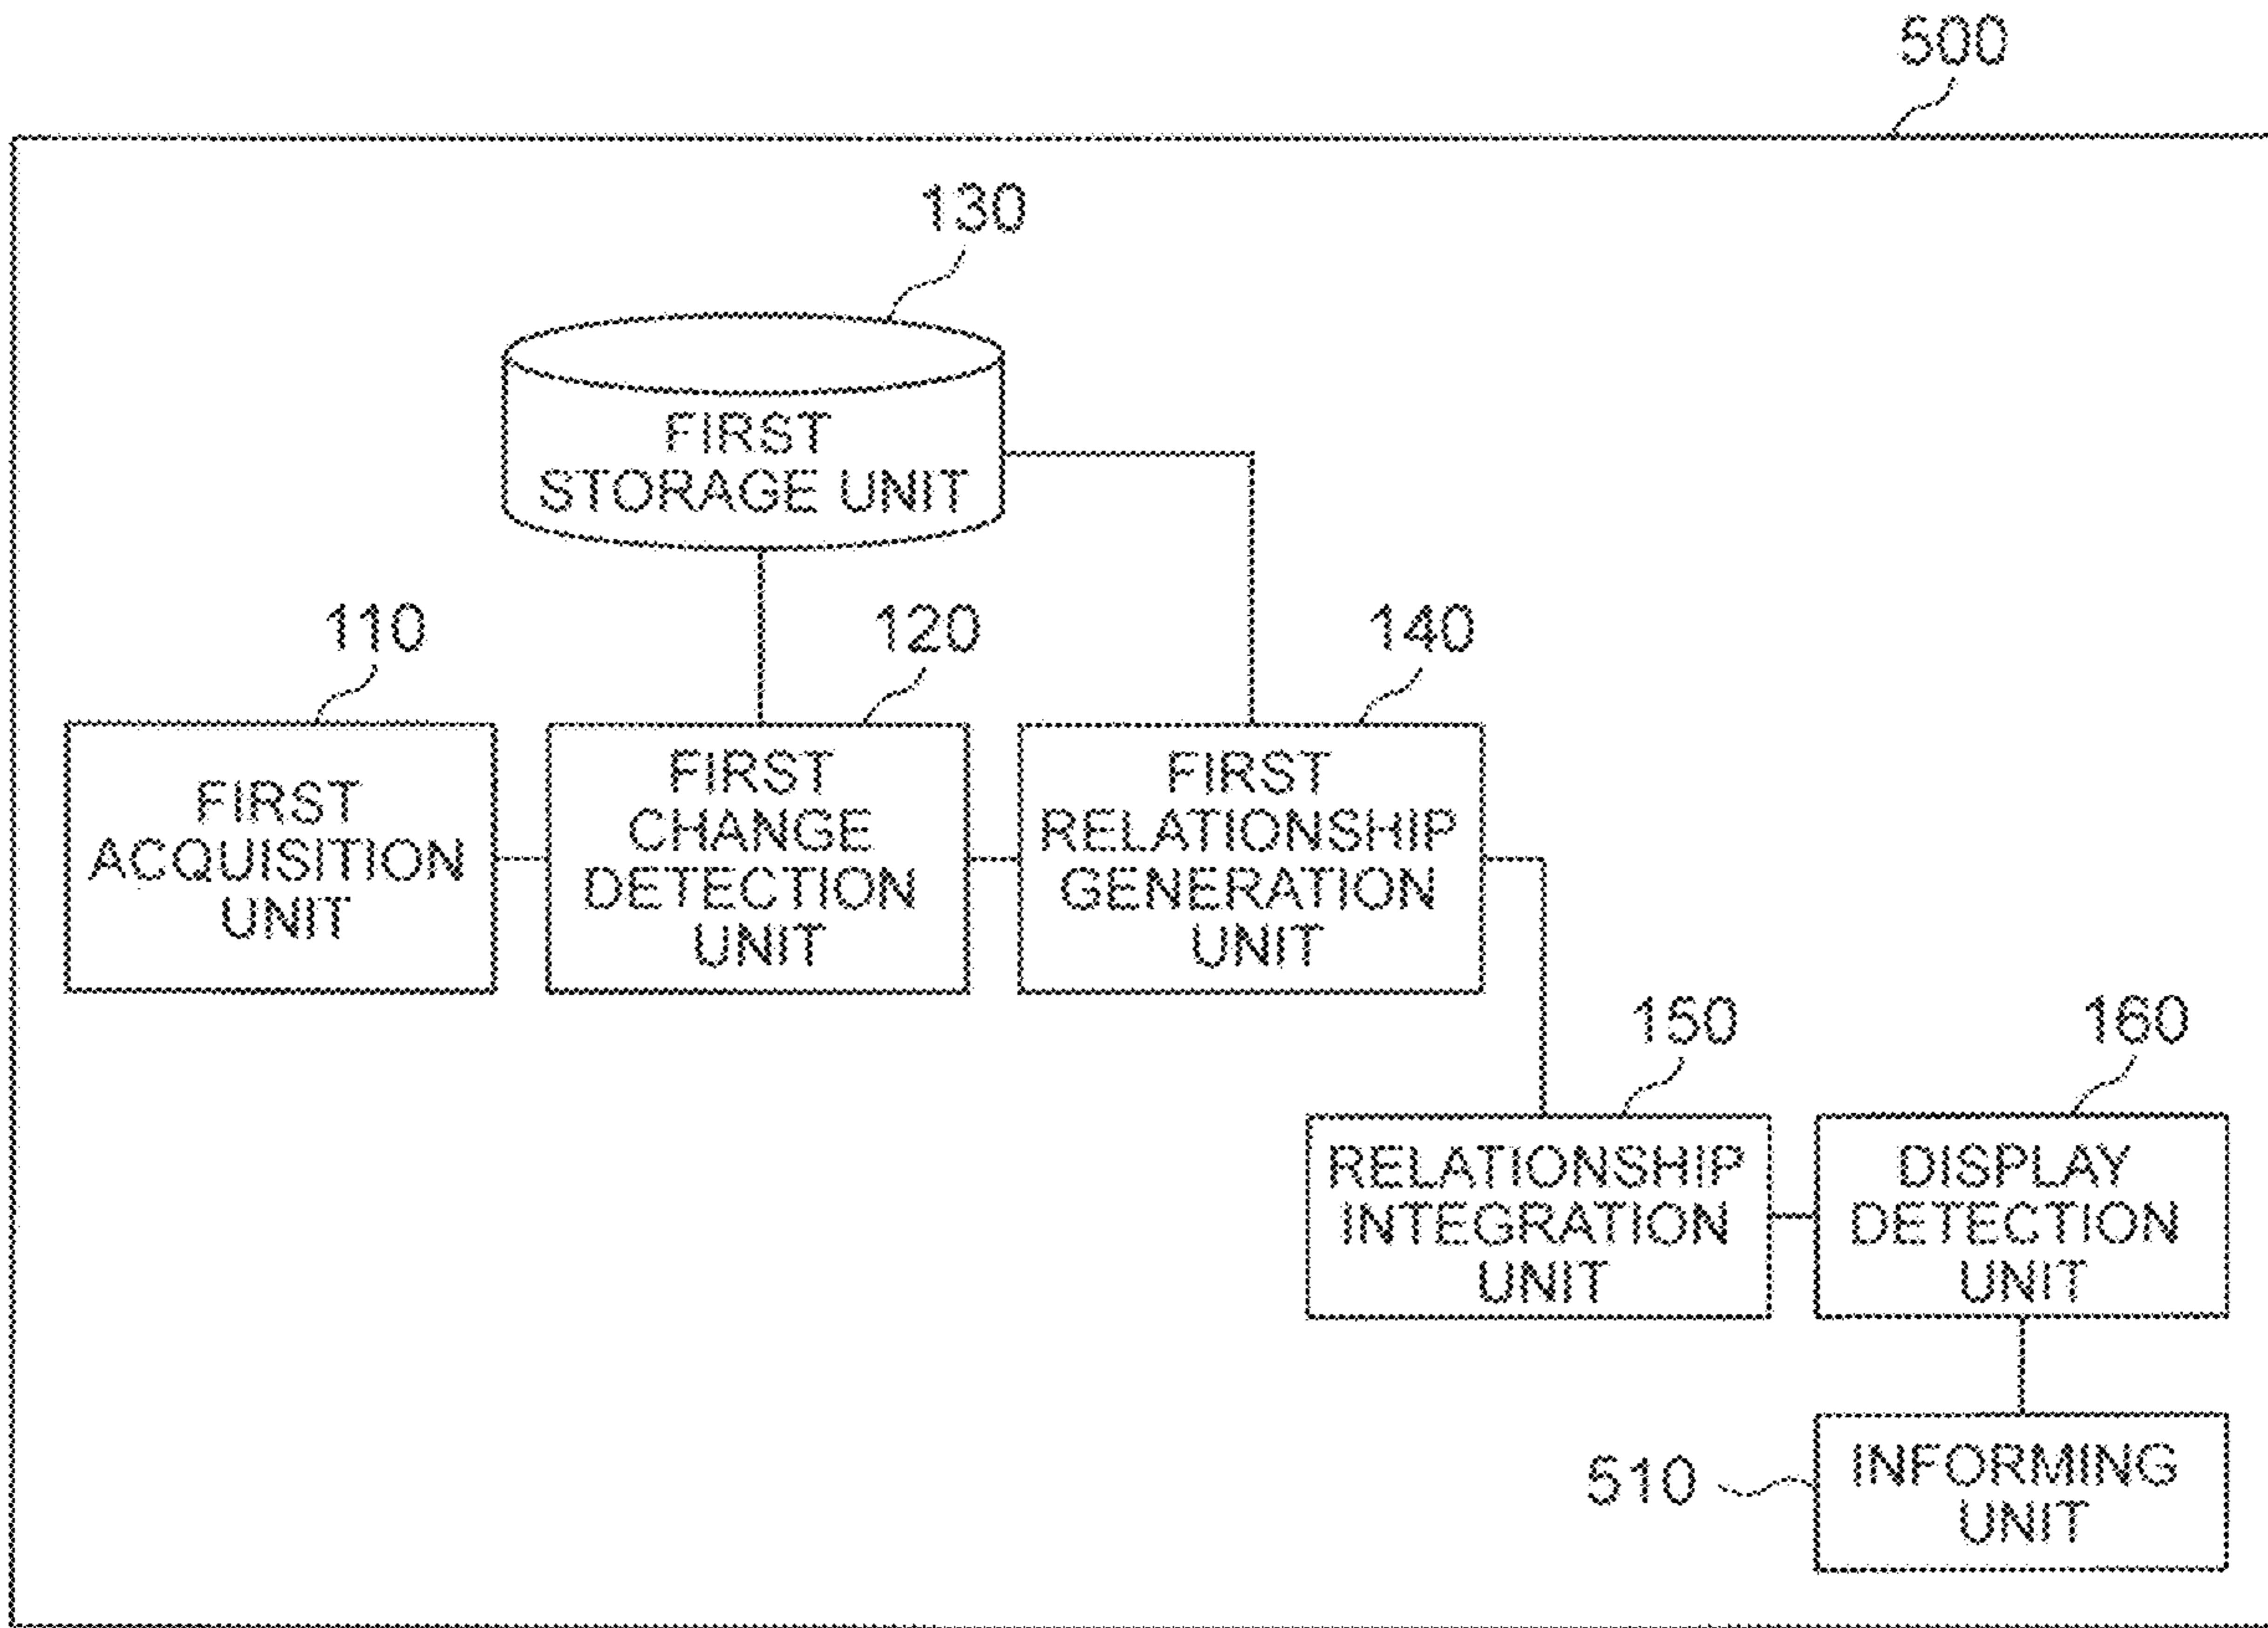 500
130
FIRST
STORAGE UNIT
110
120
140
FIRST
ACQUISITION
UNIT
FIRST
CHANGE
DETECTION
UNIT
FIRST
RELATIONSHIP
GENERATION
UNIT
150
160
RELATIONSHIP
INTEGRATION
UNIT
DISPLAY
DETECTION
UNIT
510
INFORMING
UNIT